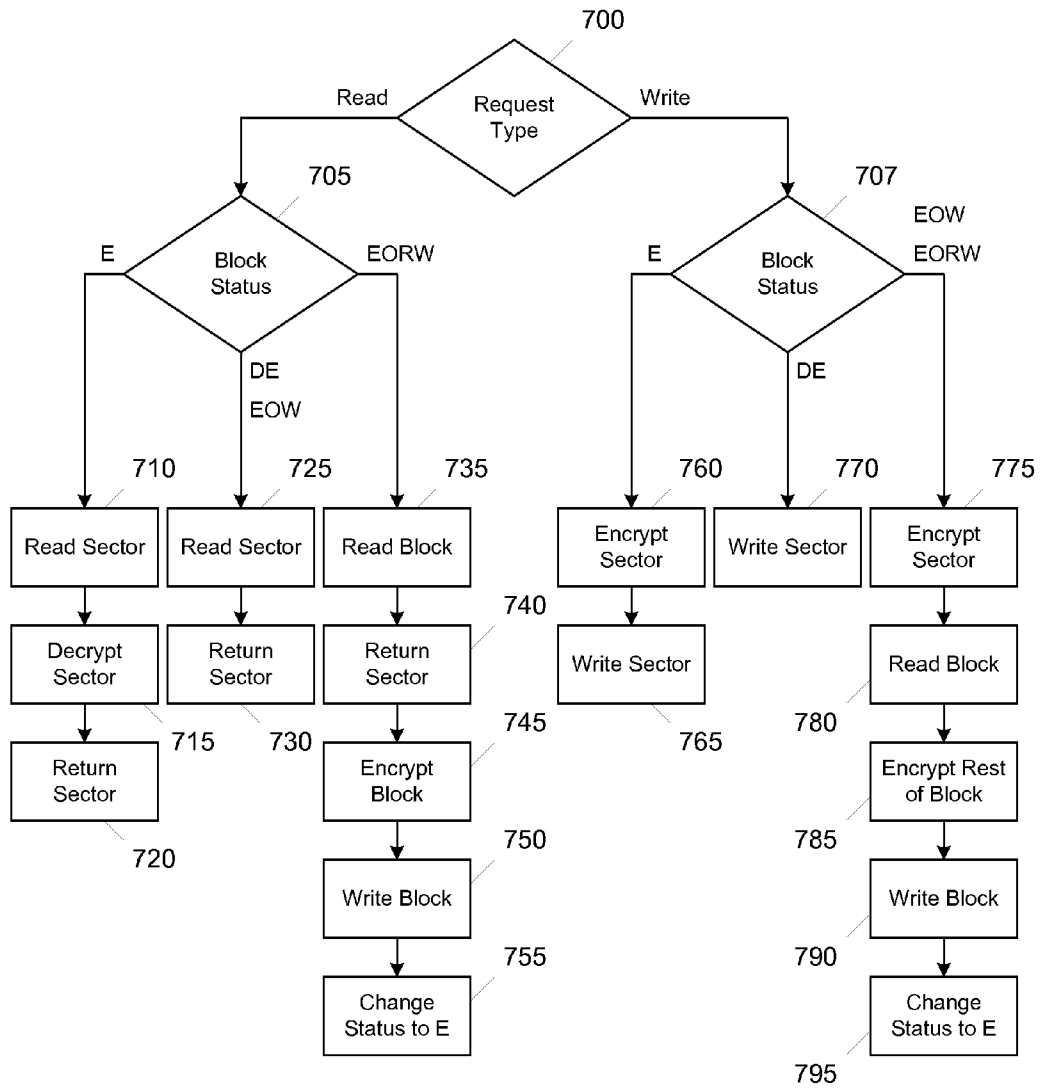 700
Read
Request
Type
Write
705
707
E
Block
Status
EORW
DE
EOW
E
Block
Status
EOW
EORW
DE
710
725
735
760
770
775
Read Sector
Read Sector
Read Block
Encrypt
Sector
Write Sector
Encrypt
Sector
740
Decrypt
Sector
Return
Sector
Return
Sector
Write Sector
Read Block
715
730
745
765
780
Return
Sector
Encrypt
Block
Encrypt Rest
of Block
720
750
785
Write Block
Write Block
755
790
Change
Status to E
Change
Status to E
795